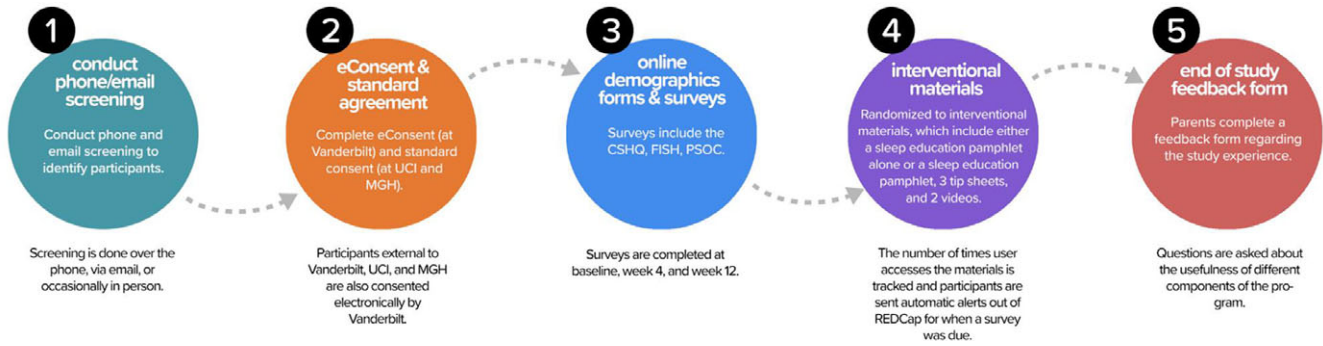 1
conduct
phone/email
screening
Conduct phone and
email screening to
identify participants.
Screening is done over the
phone, via email, or
occasionally in person.
2
eConsent &
standard
agreement
Complete eConsent (at
Vanderbilt) and standard
consent (at UCI and
MGH).
Participants external to
Vanderbilt, UCI, and MGH
are also consented
electronically by
Vanderbilt.
3
online
demographics
forms & surveys
Surveys include the
CSHQ, FISH, PSOC.
Surveys are completed at
baseline, week 4, and week 12.
4
interventional
materials
Randomized to interventional
materials, which include either
a sleep education pamphlet
alone or a sleep education
pamphlet, 3 tip sheets,
and 2 videos.
The number of times user
accesses the materials is
tracked and participants are
sent automatic alerts out of
REDCap for when a survey
was due.
5
end of study
feedback form
Parents complete a
feedback form regarding
the study experience.
Questions are asked about
the usefulness of different
components of the pro-
gram.